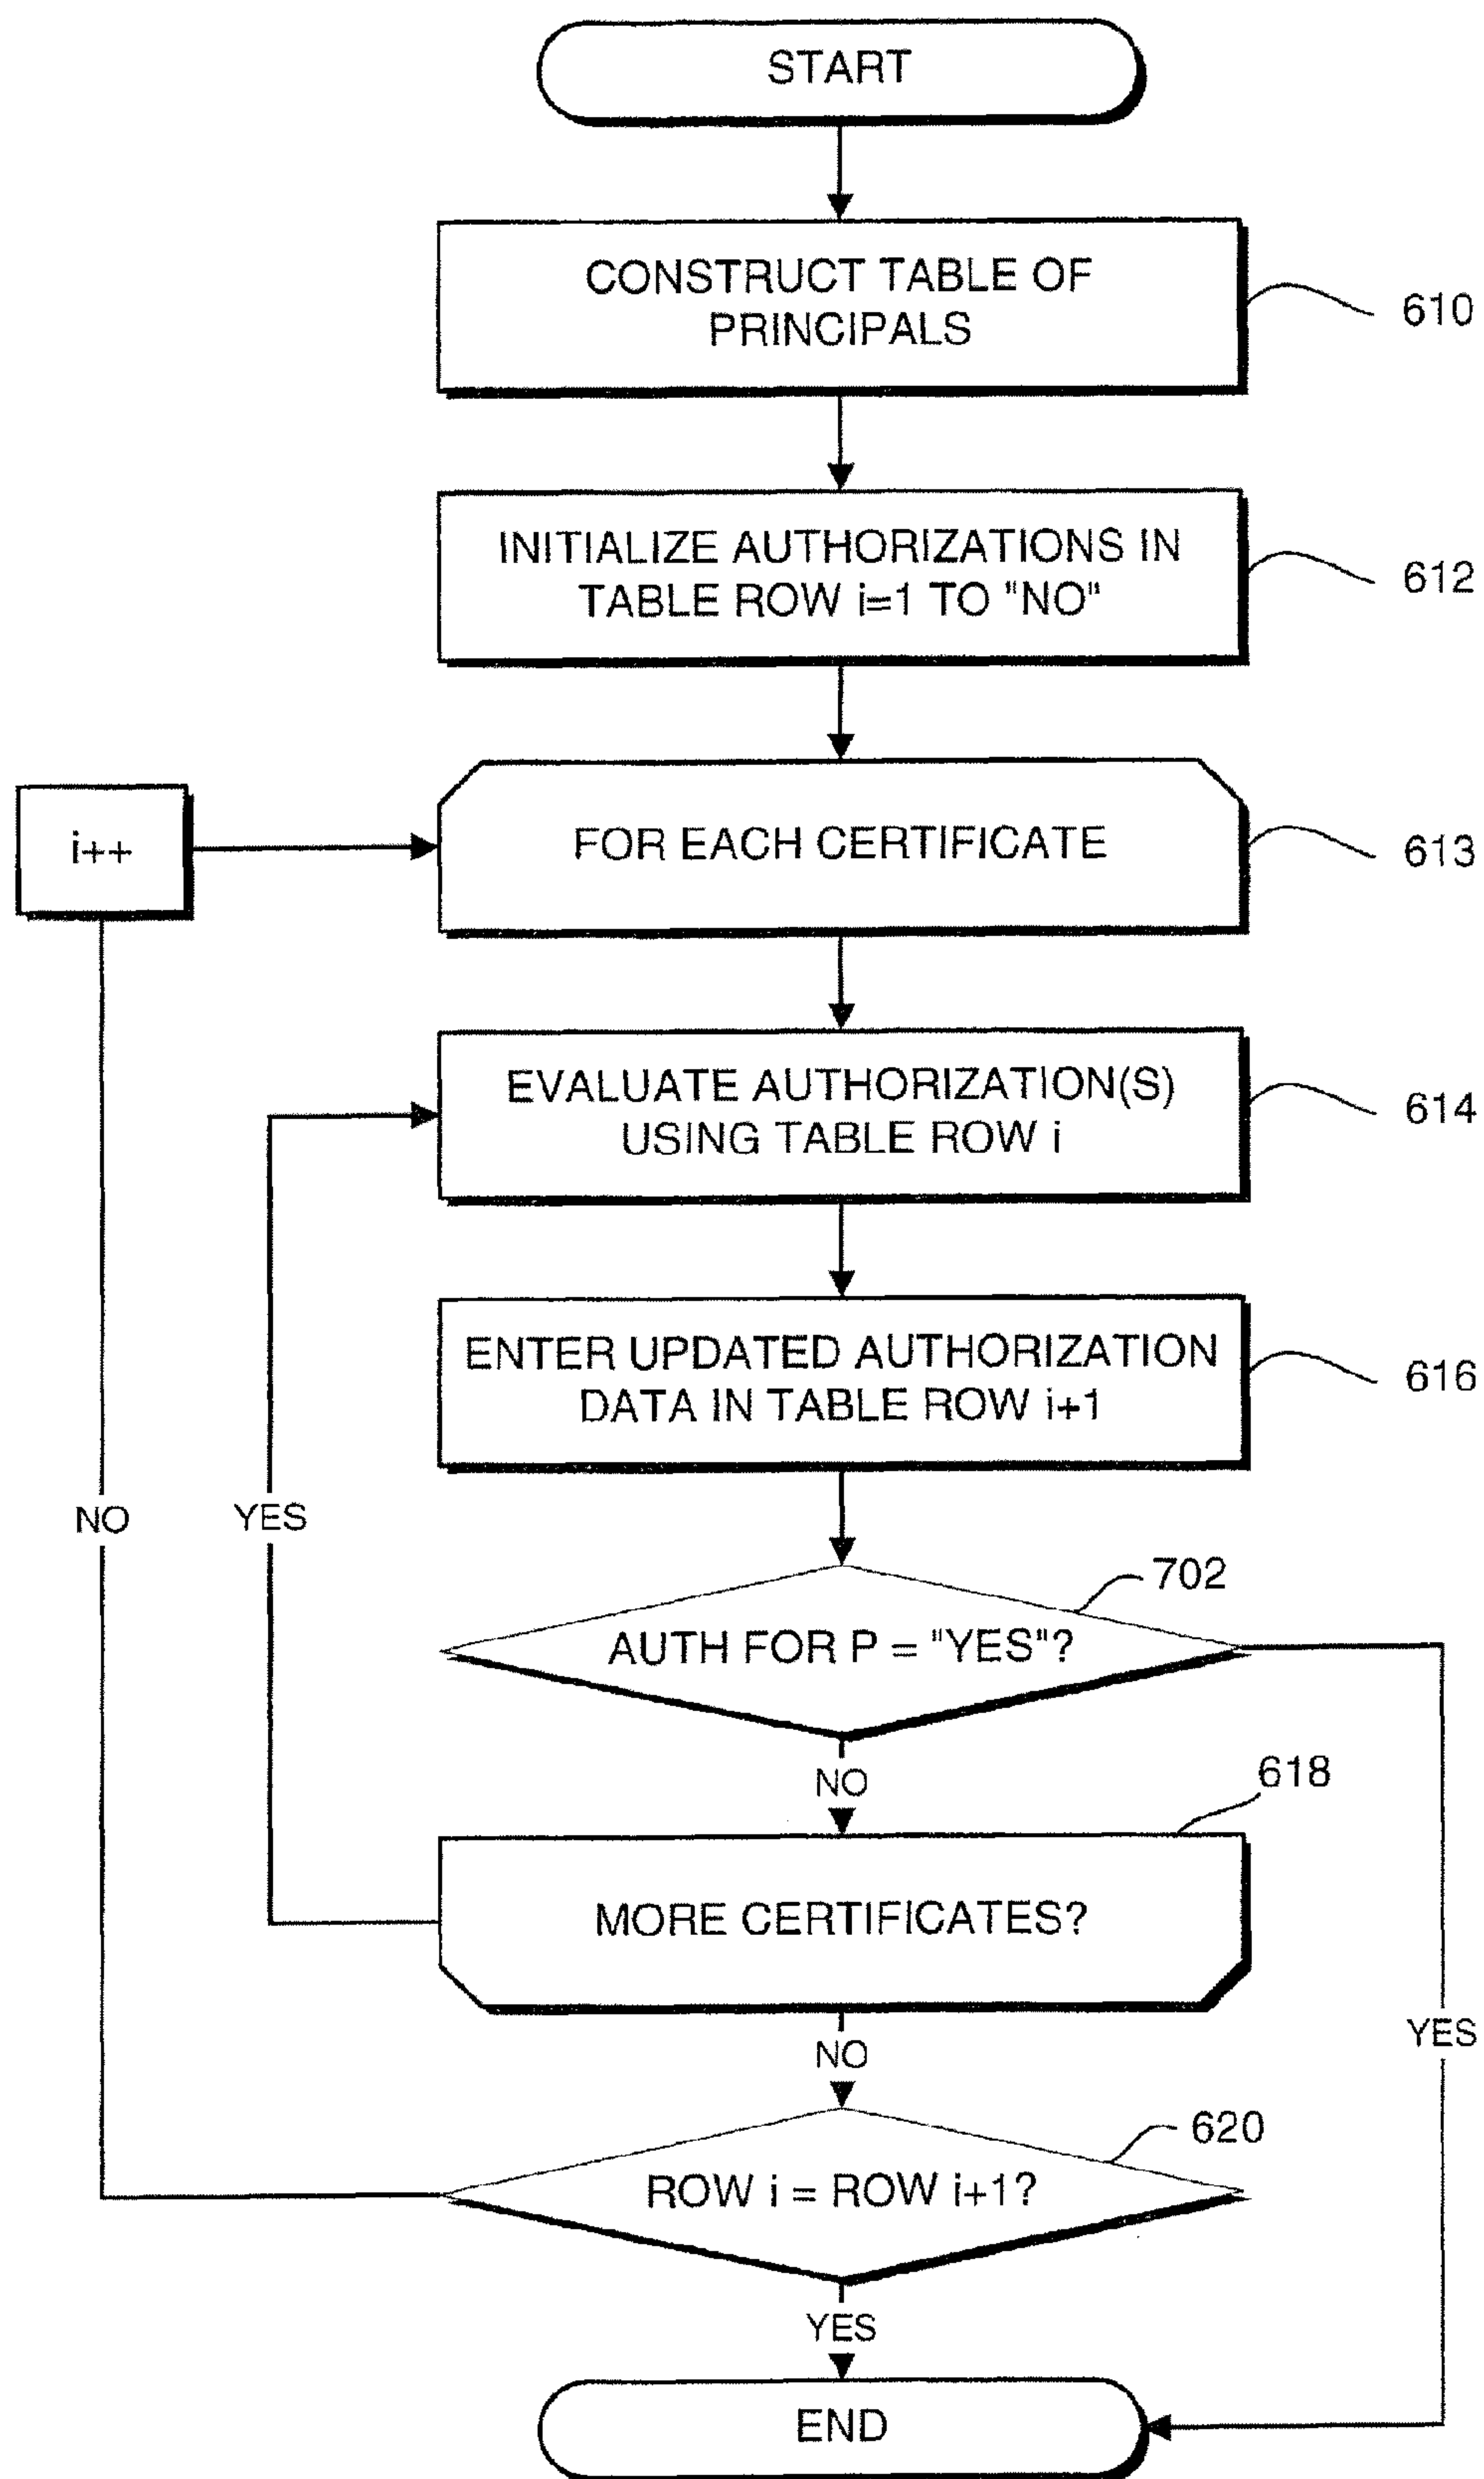 START
CONSTRUCT TABLE OF
PRINCIPALS
610
INITIALIZE AUTHORIZATIONS IN
TABLE ROW i=1 TO "NO"
612
i++
FOR EACH CERTIFICATE
613
EVALUATE AUTHORIZATION(S)
USING TABLE ROW i
614
ENTER UPDATED AUTHORIZATION
DATA IN TABLE ROW i+1
616
NO
YES
702
AUTH FOR P = "YES"?
NO
618
MORE CERTIFICATES?
YES
NO
620
ROW i = ROW i+1?
YES
END